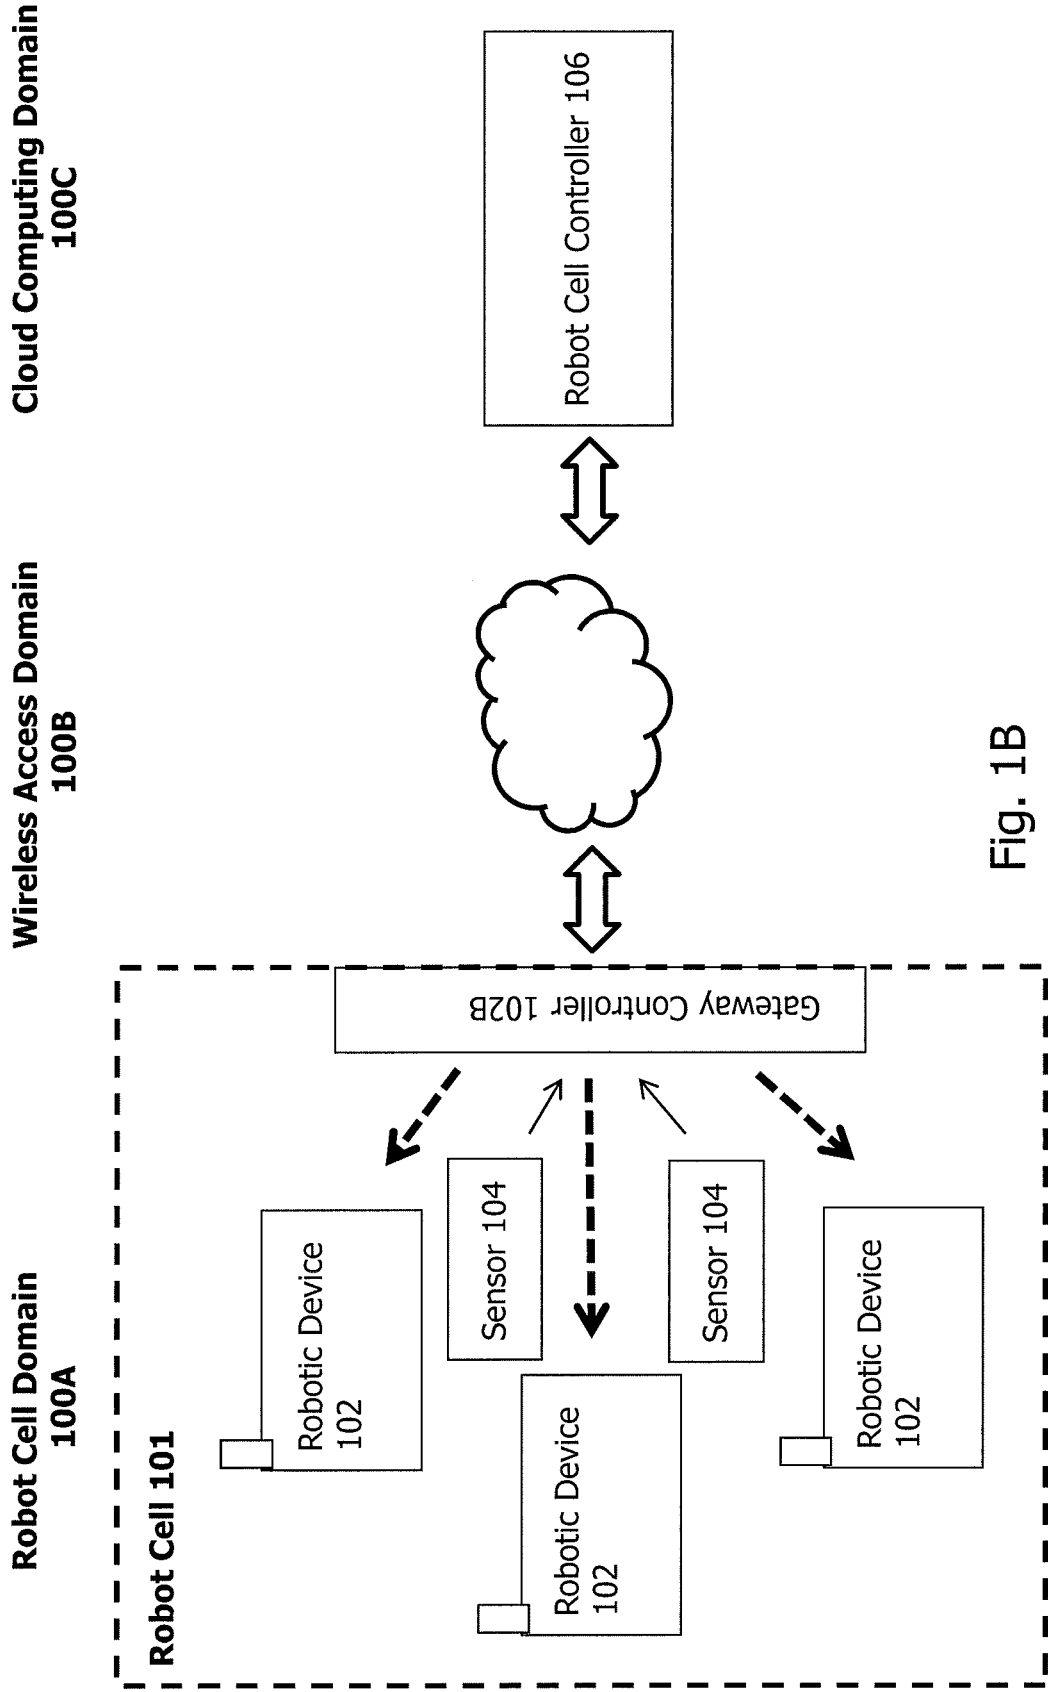 Robot Cell Domain
100A
Wireless Access Domain
100B
Cloud Computing Domain
100C
Robot Cell 101
Robotic Device
102
Sensor 104
Robotic Device
102
Sensor 104
Robotic Device
102
Gateway Controller 102B
Robot Cell Controller 106
Fig. 1B